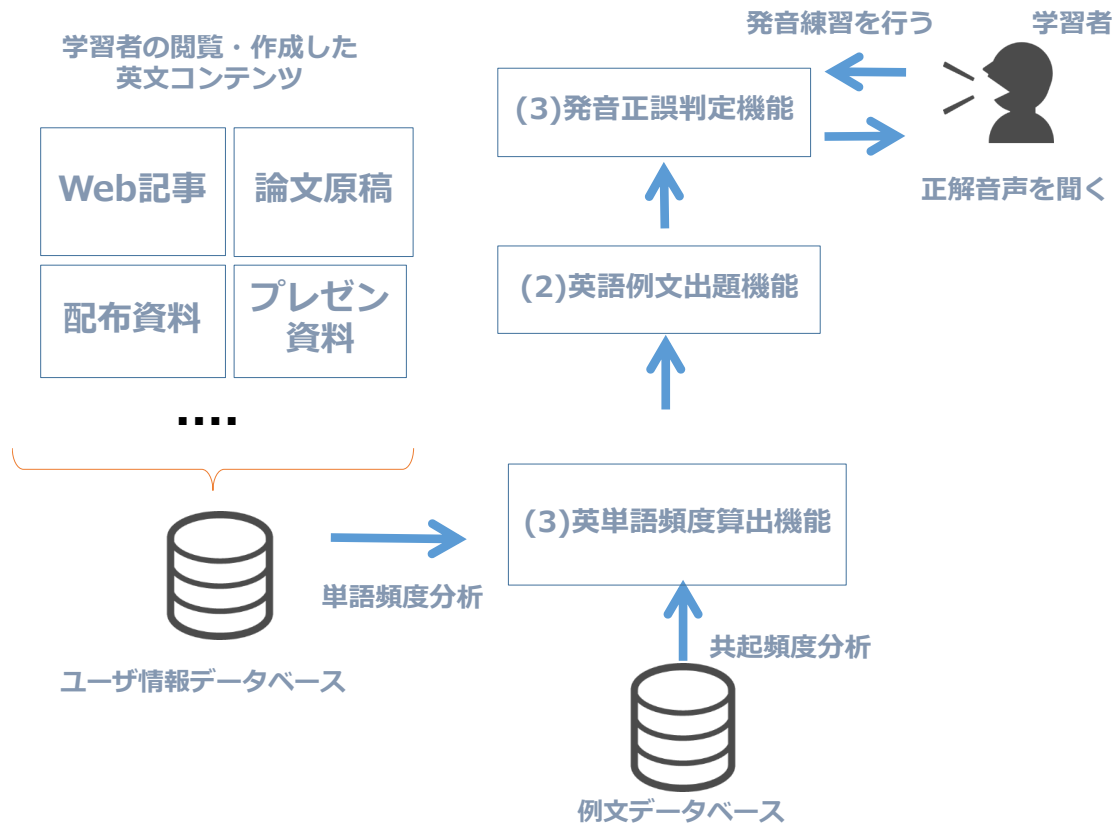 学習者の閲覧・作成した
英文コンテンツ
Web記事
論文原稿
配布資料
プレゼン
資料
....
ユーザ情報データベース
単語頻度分析
(3)英単語頻度算出機能
共起頻度分析
例文データベース
(2)英語例文出題機能
(3)発音正誤判定機能
発音練習を行う
学習者
正解音声を聞く